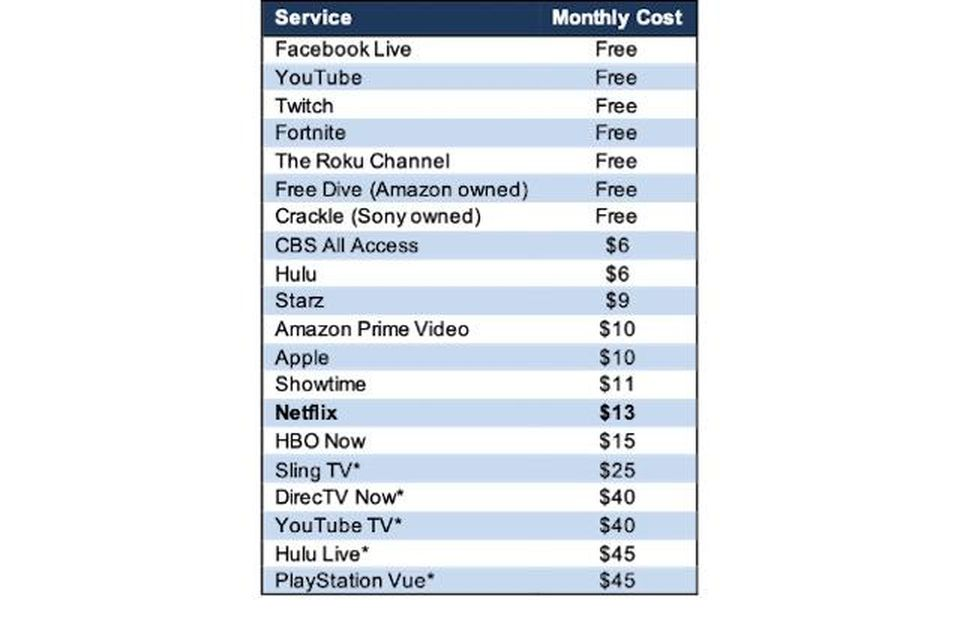 Service Monthly Cost
Facebook Live Free
YouTube Free
Twitch Free
Fortnite Free
The Roku Channel Free
Free Dive (Amazon owned) Free
Crackle (Sony owned) Free
CBS All Access $6
Hulu $6
Starz $9
Amazon Prime Video $10
Apple $10
Showtime $11
Netflix $13
HBO Now $15
Sling TV* $25
DirecTV Now* $40
YouTube TV* $40
Hulu Live* $45
PlayStation Vue* $45